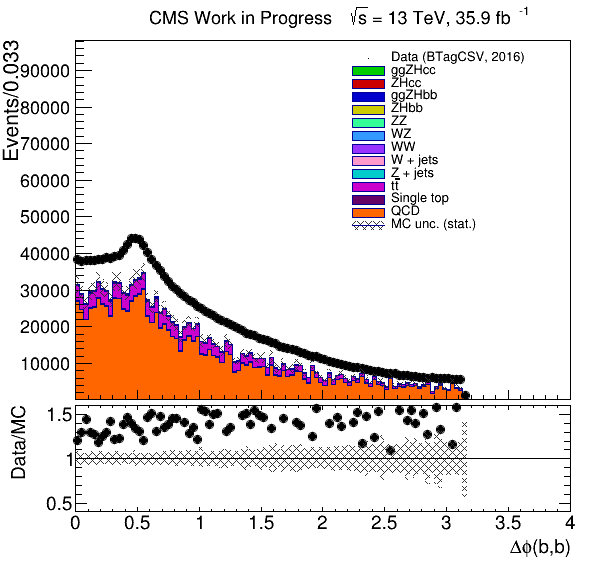 CMS Work in Progress √s = 13 TeV, 35.9 fb⁻¹
Events/0.033
90000
80000
70000
60000
50000
40000
30000
20000
10000
Data (BTagCSV, 2016)
ggZHcc
ZHcc
ggZHbb
ZHbb
ZZ
WZ
WW
W + jets
Z + jets
tt̅
Single top
QCD
MC unc. (stat.)
Data/MC
1.5
1
0.5
0 0.5 1 1.5 2 2.5 3 3.5 4
Δϕ(b,b)